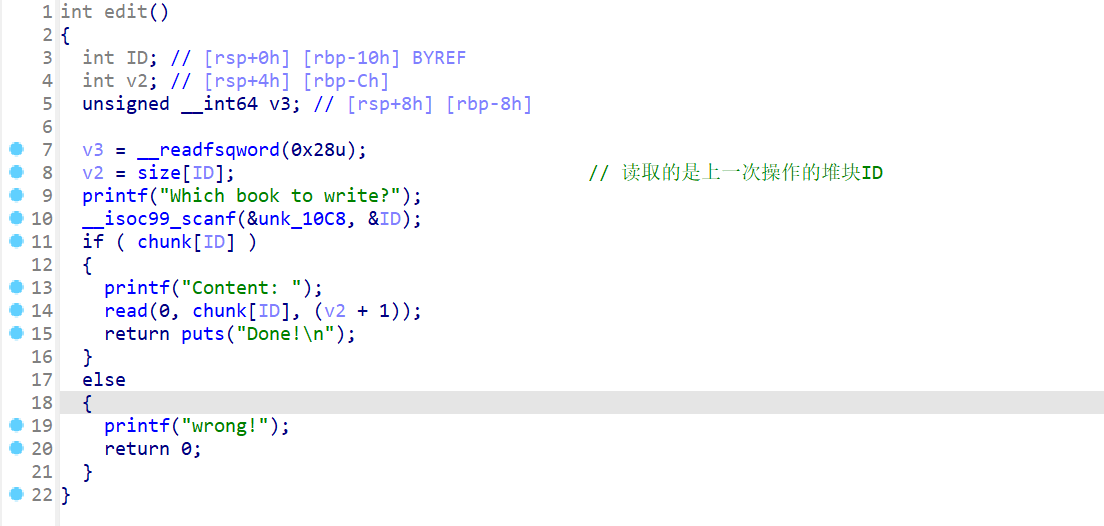 1 int edit()
2 {
3   int ID; // [rsp+0h] [rbp-10h] BYREF
4   int v2; // [rsp+4h] [rbp-Ch]
5   unsigned __int64 v3; // [rsp+8h] [rbp-8h]
6
7   v3 = __readfsqword(0x28u);
8   v2 = size[ID];                                // 读取的是上一次操作的堆块ID
9   printf("Which book to write?");
10   __isoc99_scanf(&unk_10C8, &ID);
11   if ( chunk[ID] )
12   {
13     printf("Content: ");
14     read(0, chunk[ID], (v2 + 1));
15     return puts("Done!\n");
16   }
17   else
18   {
19     printf("wrong!");
20     return 0;
21   }
22 }